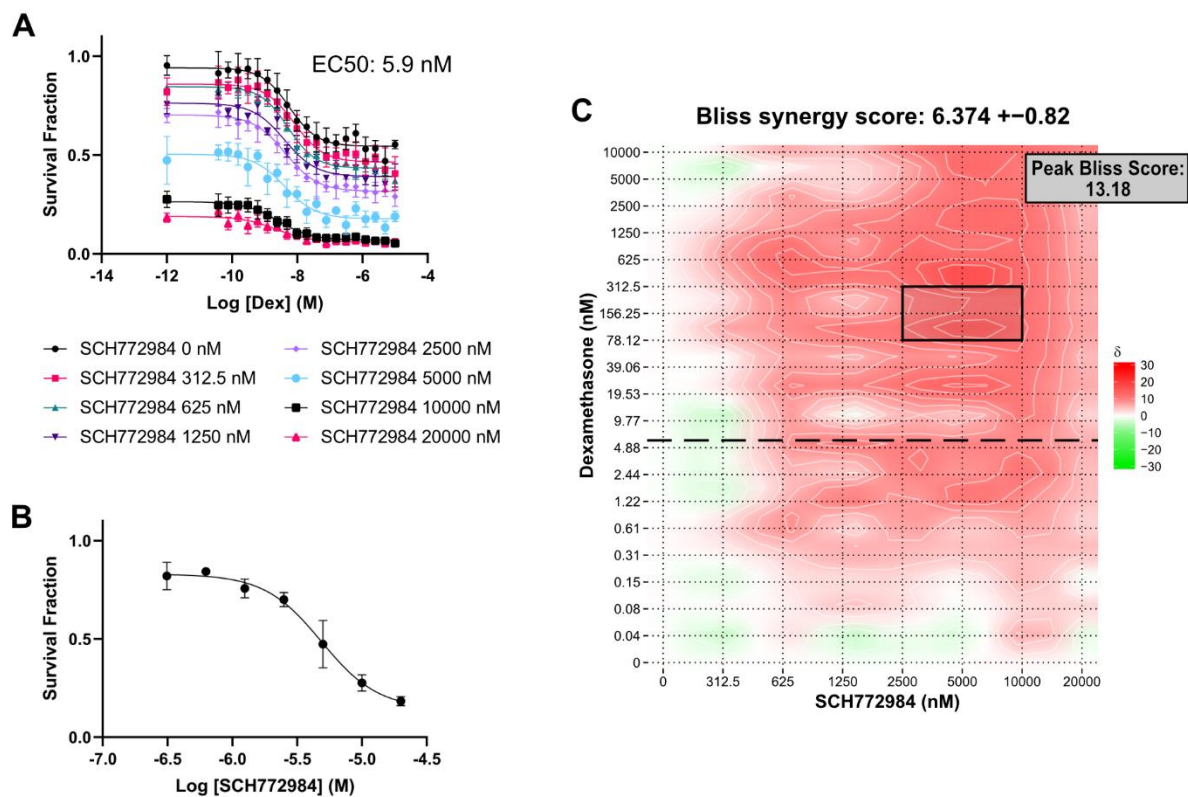 A
Survival Fraction
1.0
0.5
0.0
EC50: 5.9 nM
-14
-12
-10
-8
-6
-4
Log [Dex] (M)
SCH772984 0 nM
SCH772984 312.5 nM
SCH772984 625 nM
SCH772984 1250 nM
SCH772984 2500 nM
SCH772984 5000 nM
SCH772984 10000 nM
SCH772984 20000 nM
B
Survival Fraction
1.0
0.5
0.0
-7.0
-6.5
-6.0
-5.5
-5.0
-4.5
Log [SCH772984] (M)
C
Bliss synergy score: 6.374 +−0.82
Peak Bliss Score:
13.18
Dexamethasone (nM)
10000
5000
2500
1250
625
312.5
156.25
78.12
39.06
19.53
9.77
4.88
2.44
1.22
0.61
0.31
0.15
0.08
0.04
0
0
312.5
625
1250
2500
5000
10000
20000
SCH772984 (nM)
δ
30
20
10
0
−10
−20
−30